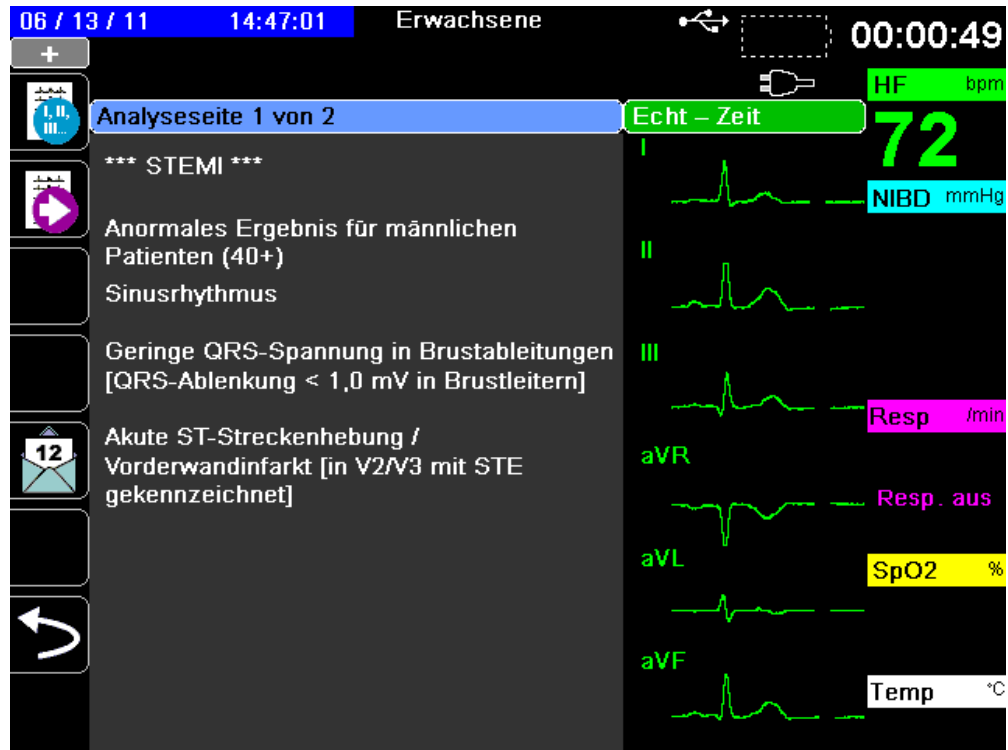 06 / 13 / 11 14:47:01 Erwachsene 00:00:49
+
HF bpm
I, II, III...
Analyseseite 1 von 2
Echt – Zeit
72
*** STEMI ***
I
NIBD mmHg
Anormales Ergebnis für männlichen
Patienten (40+)
II
Sinusrhythmus
Geringe QRS-Spannung in Brustableitungen
[QRS-Ablenkung < 1,0 mV in Brustleitern]
III
Resp /min
Akute ST-Streckenhebung /
Vorderwandinfarkt [in V2/V3 mit STE
gekennzeichnet]
12
aVR
Resp. aus
aVL
SpO2 %
aVF
Temp °C